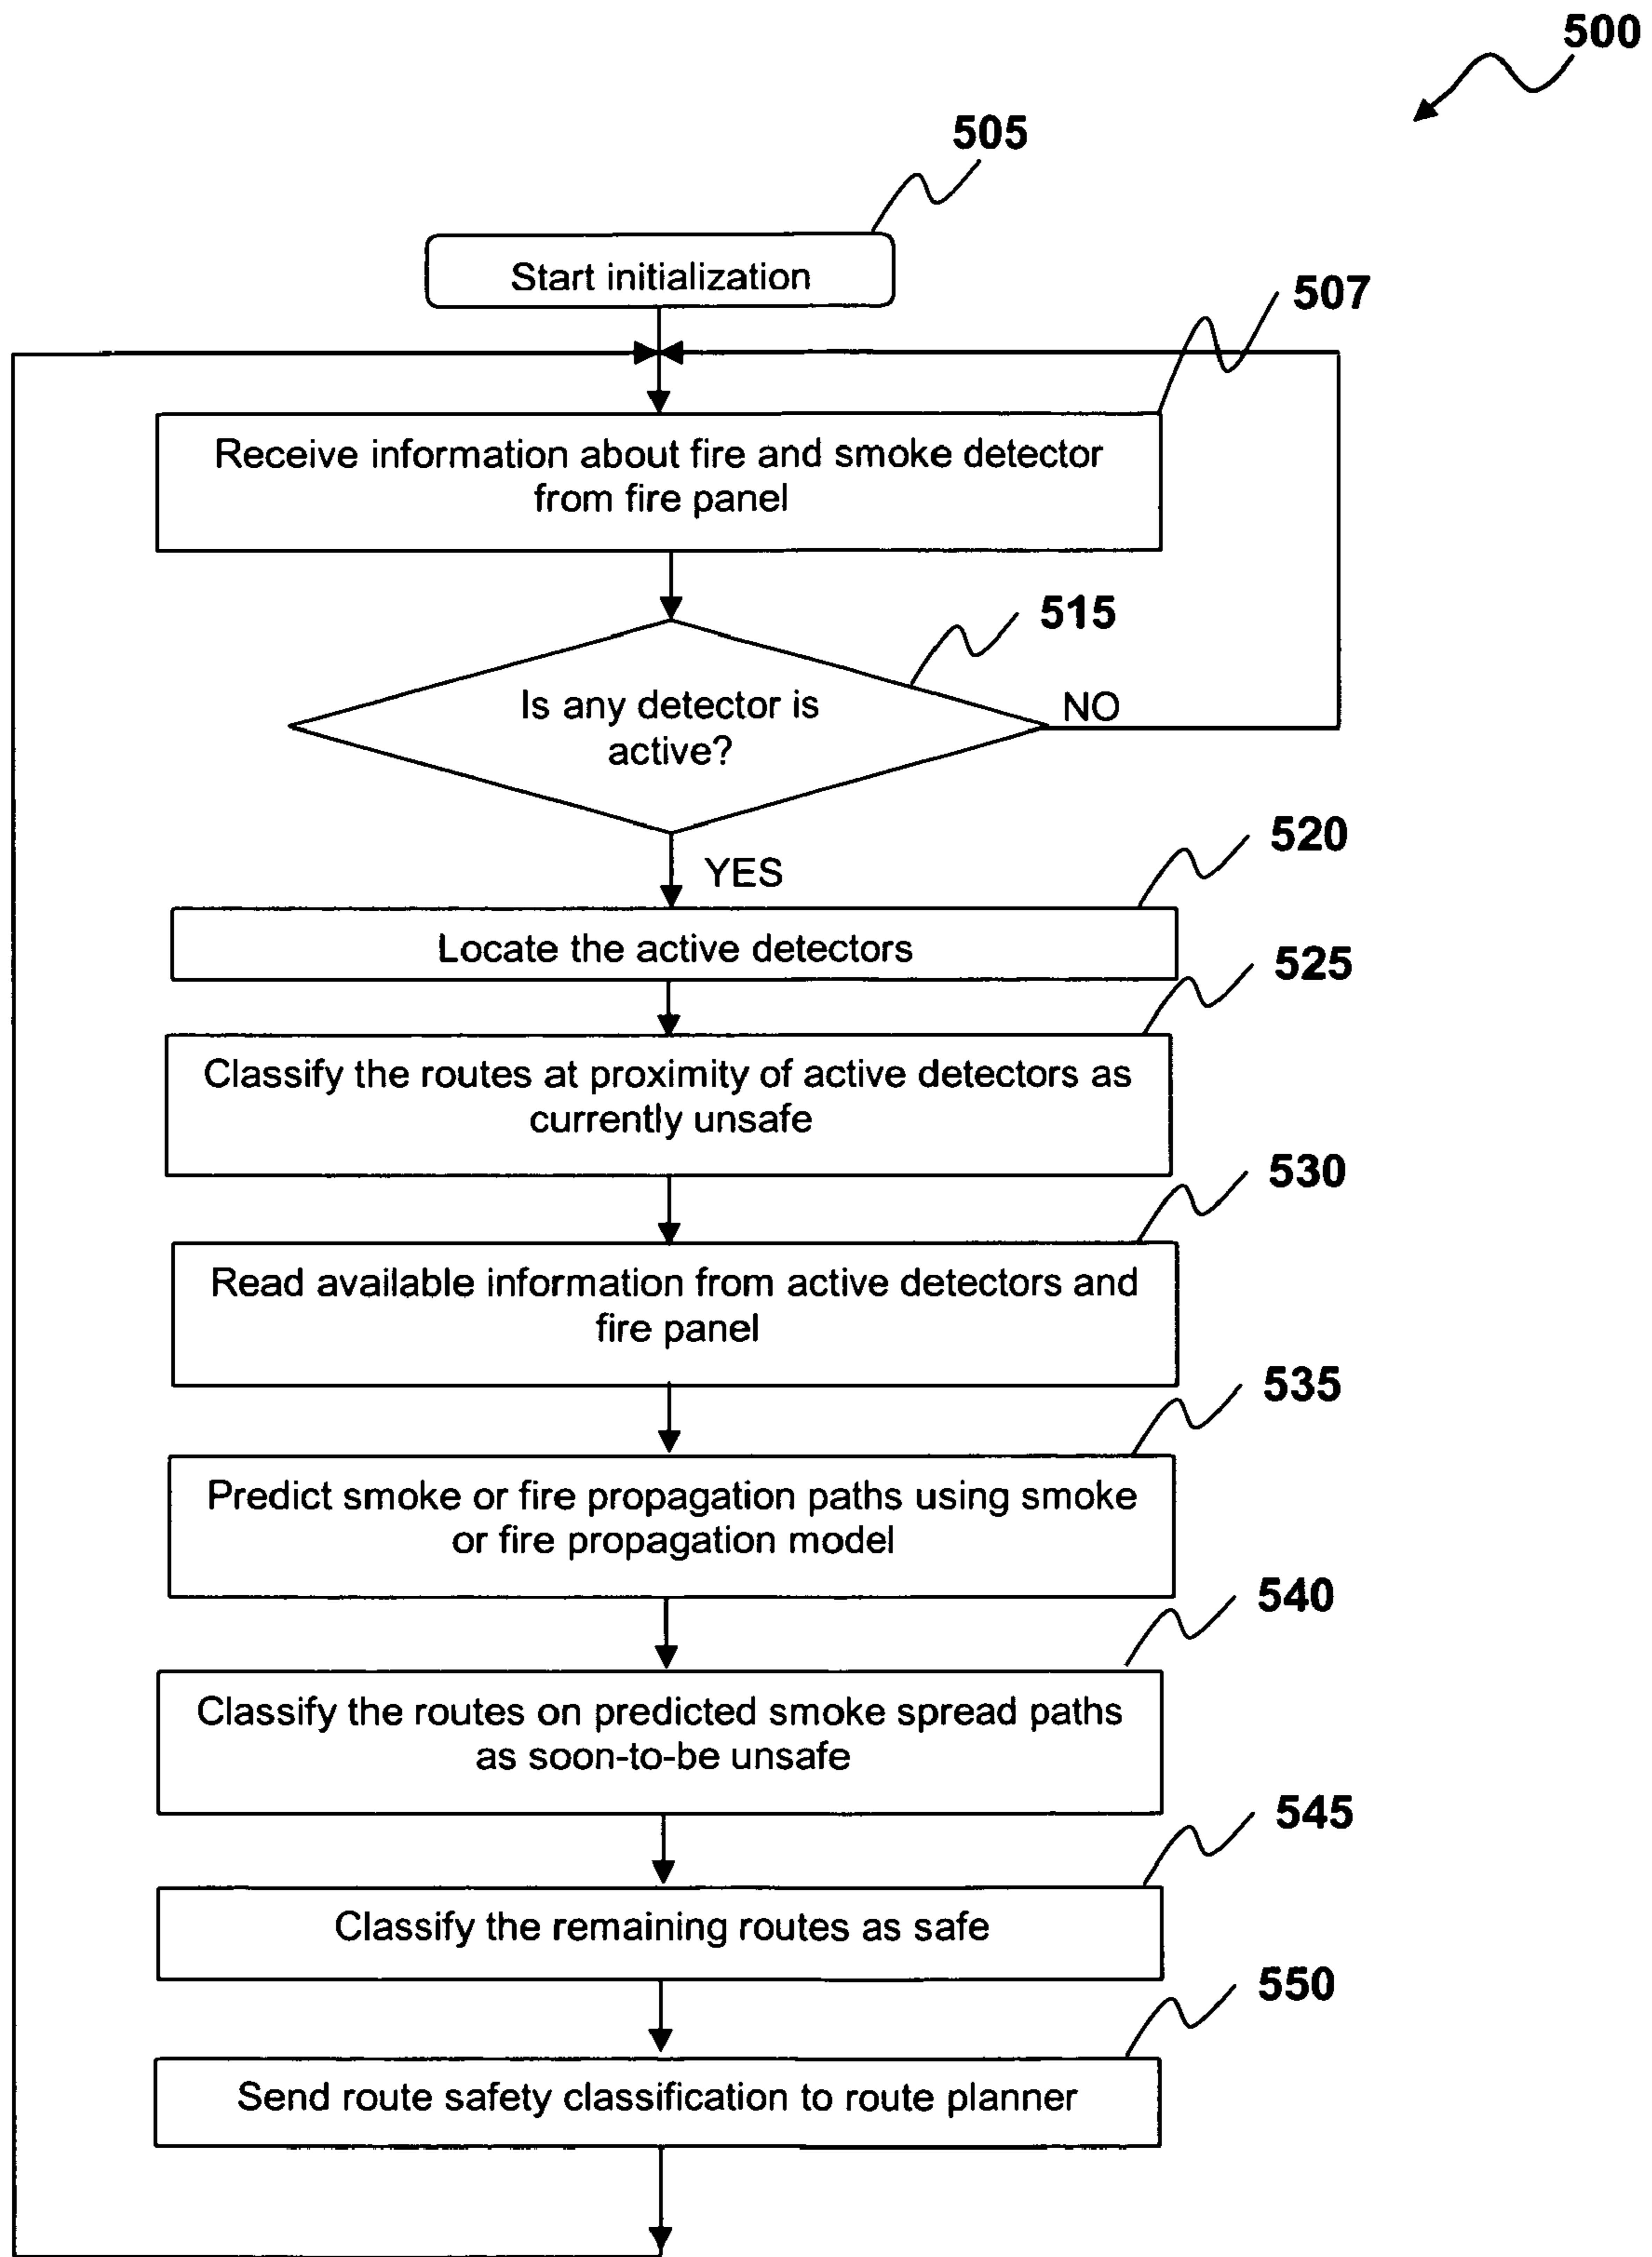 500
505
Start initialization
507
Receive information about fire and smoke detector
from fire panel
515
Is any detector is
active?
NO
YES
520
Locate the active detectors
525
Classify the routes at proximity of active detectors as
currently unsafe
530
Read available information from active detectors and
fire panel
535
Predict smoke or fire propagation paths using smoke
or fire propagation model
540
Classify the routes on predicted smoke spread paths
as soon-to-be unsafe
545
Classify the remaining routes as safe
550
Send route safety classification to route planner